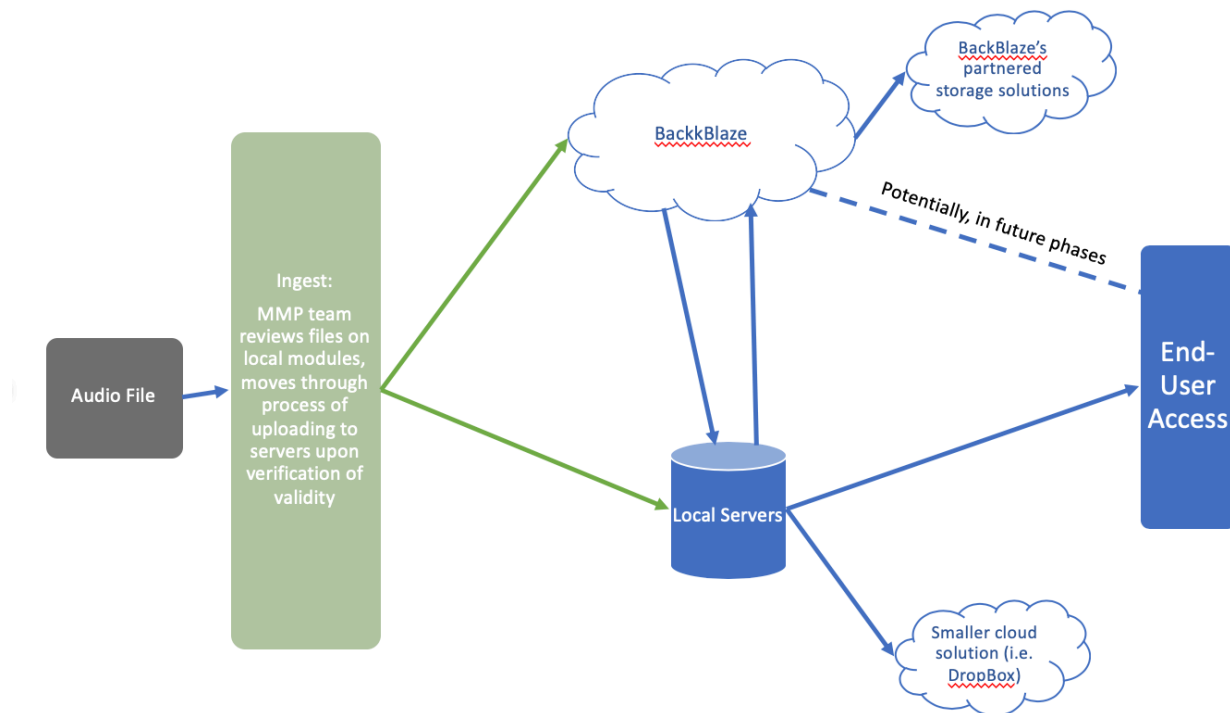 BackBlaze's
partnered
storage solutions
BackkBlaze
Potentially, in future phases
Ingest:
MMP team
reviews files on
local modules,
moves through
process of
uploading to
servers upon
verification of
validity
Audio File
End-
User
Access
Local Servers
Smaller cloud
solution (i.e.
DropBox)